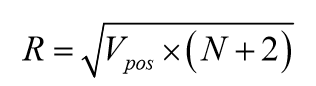 R = √(V_pos × (N + 2))